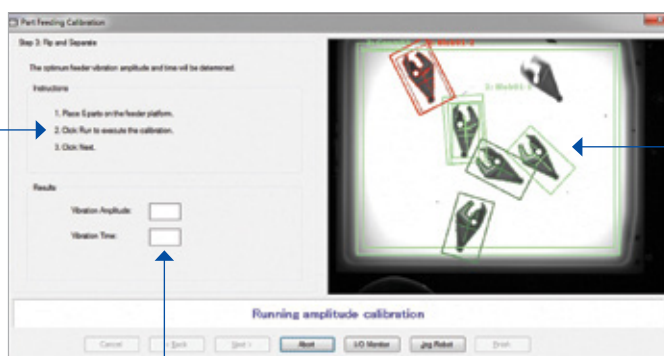 Part Feeding Calibration
Step 3: Flip and Separate
The optimum feeder vibration amplitude and time will be determined.
Instructions
1. Place 6 parts on the feeder platform.
2. Click Run to execute the calibration.
3. Click Next.
Results
Vibration Amplitude:
Vibration Time:
Running amplitude calibration
Cancel
< Back
Next >
Abort
I/O Monitor
Jog Robot
Finish